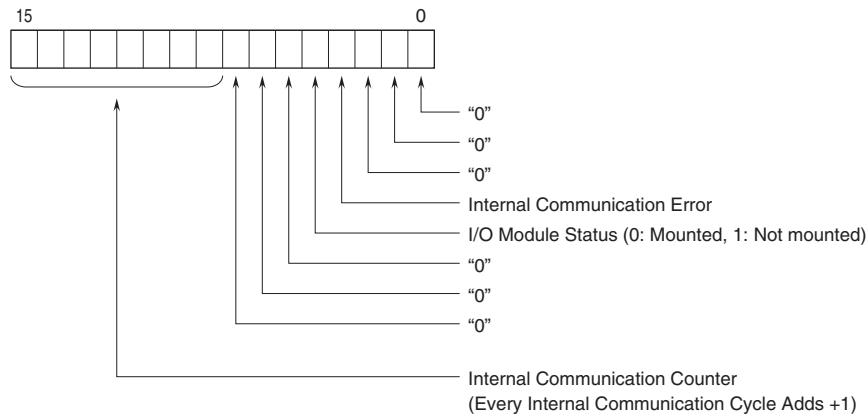 15 0
“0”
“0”
“0”
Internal Communication Error
I/O Module Status (0: Mounted, 1: Not mounted)
“0”
“0”
“0”
Internal Communication Counter
(Every Internal Communication Cycle Adds +1)